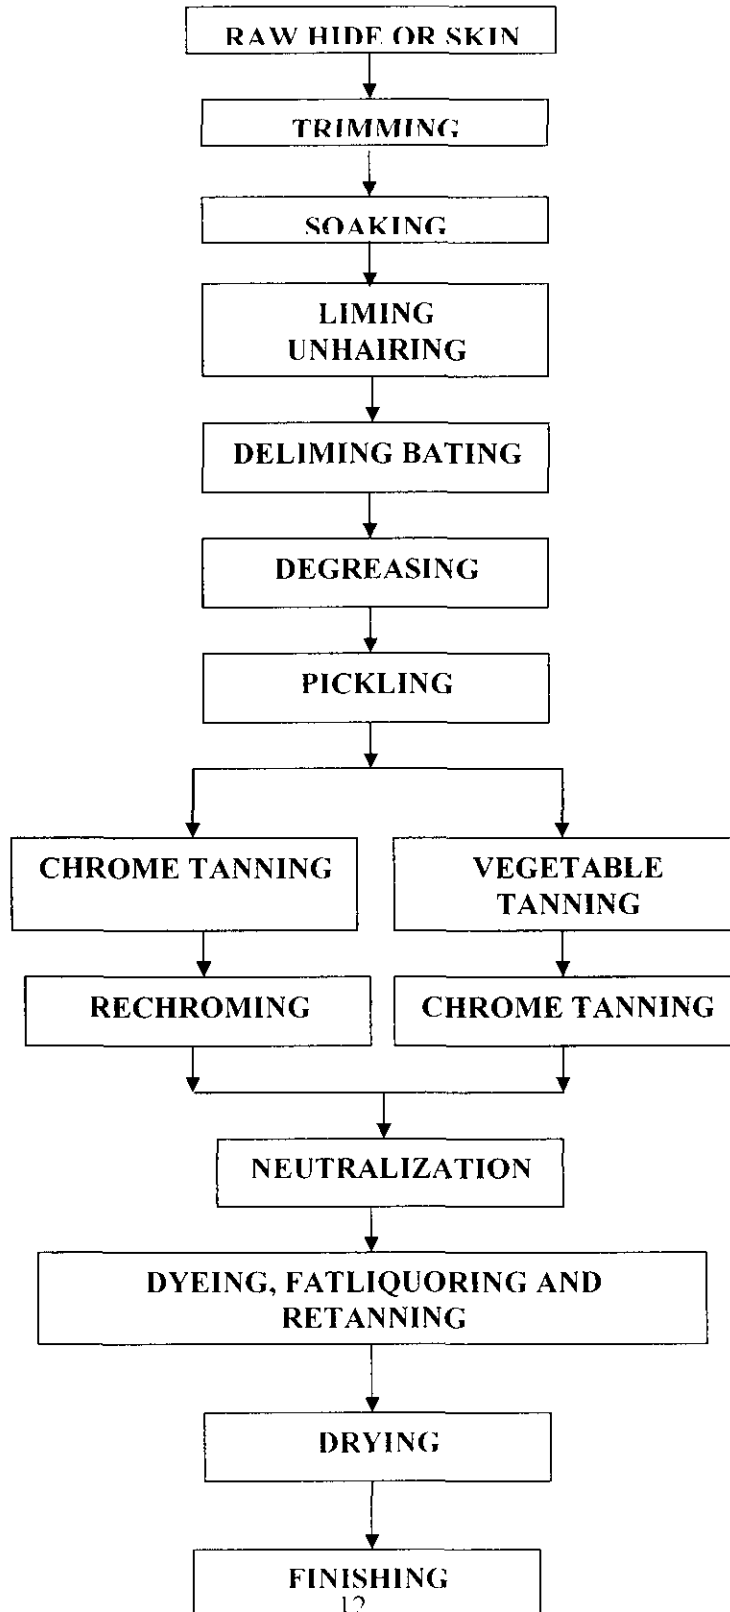 RAW HIDE OR SKIN
TRIMMING
SOAKING
LIMING
UNHAIRING
DELIMING BATING
DEGREASING
PICKLING
CHROME TANNING
VEGETABLE
TANNING
RECHROMING
CHROME TANNING
NEUTRALIZATION
DYEING, FATLIQUORING AND
RETANNING
DRYING
FINISHING
12